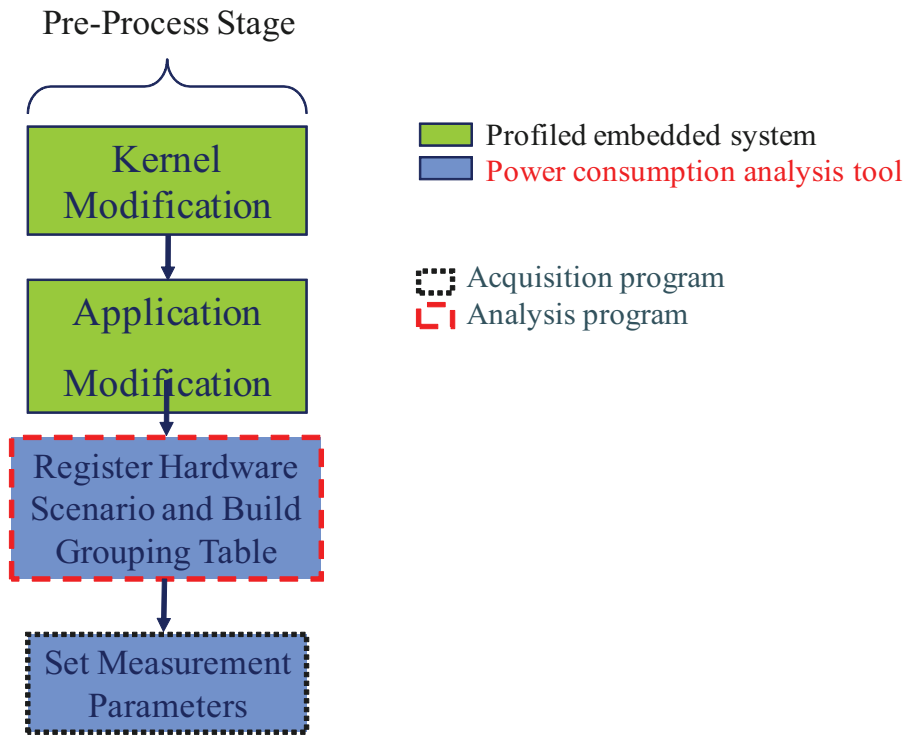 Pre-Process Stage
Kernel
Modification
Application
Modification
Register Hardware
Scenario and Build
Grouping Table
Set Measurement
Parameters
Profiled embedded system
Power consumption analysis tool
Acquisition program
Analysis program